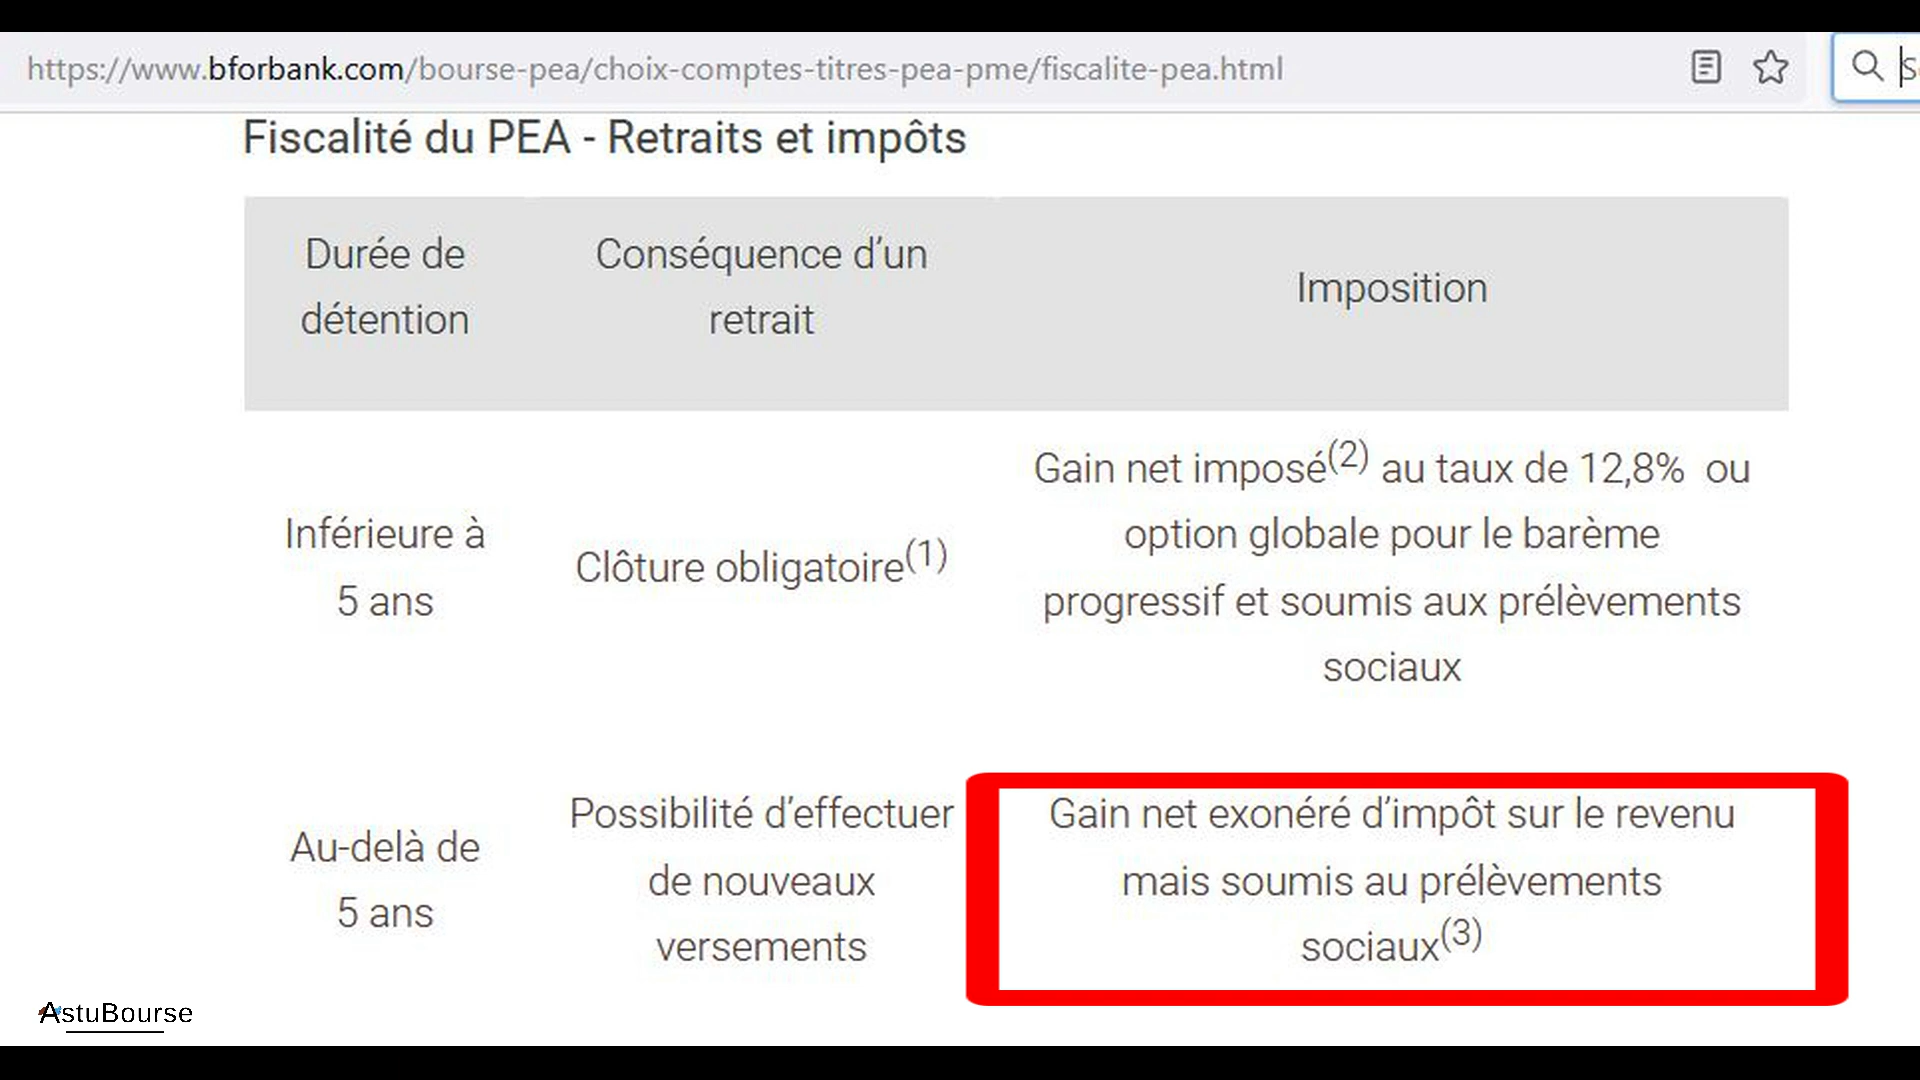 https://www.bforbank.com/bourse-pea/choix-comptes-titres-pea-pme/fiscalite-pea.html
Fiscalité du PEA - Retraits et impôts
Durée de
détention
Conséquence d’un
retrait
Imposition
Inférieure à
5 ans
Clôture obligatoire(1)
Gain net imposé(2) au taux de 12,8% ou
option globale pour le barème
progressif et soumis aux prélèvements
sociaux
Au-delà de
5 ans
Possibilité d’effectuer
de nouveaux
versements
Gain net exonéré d’impôt sur le revenu
mais soumis au prélèvements
sociaux(3)
AstuBourse